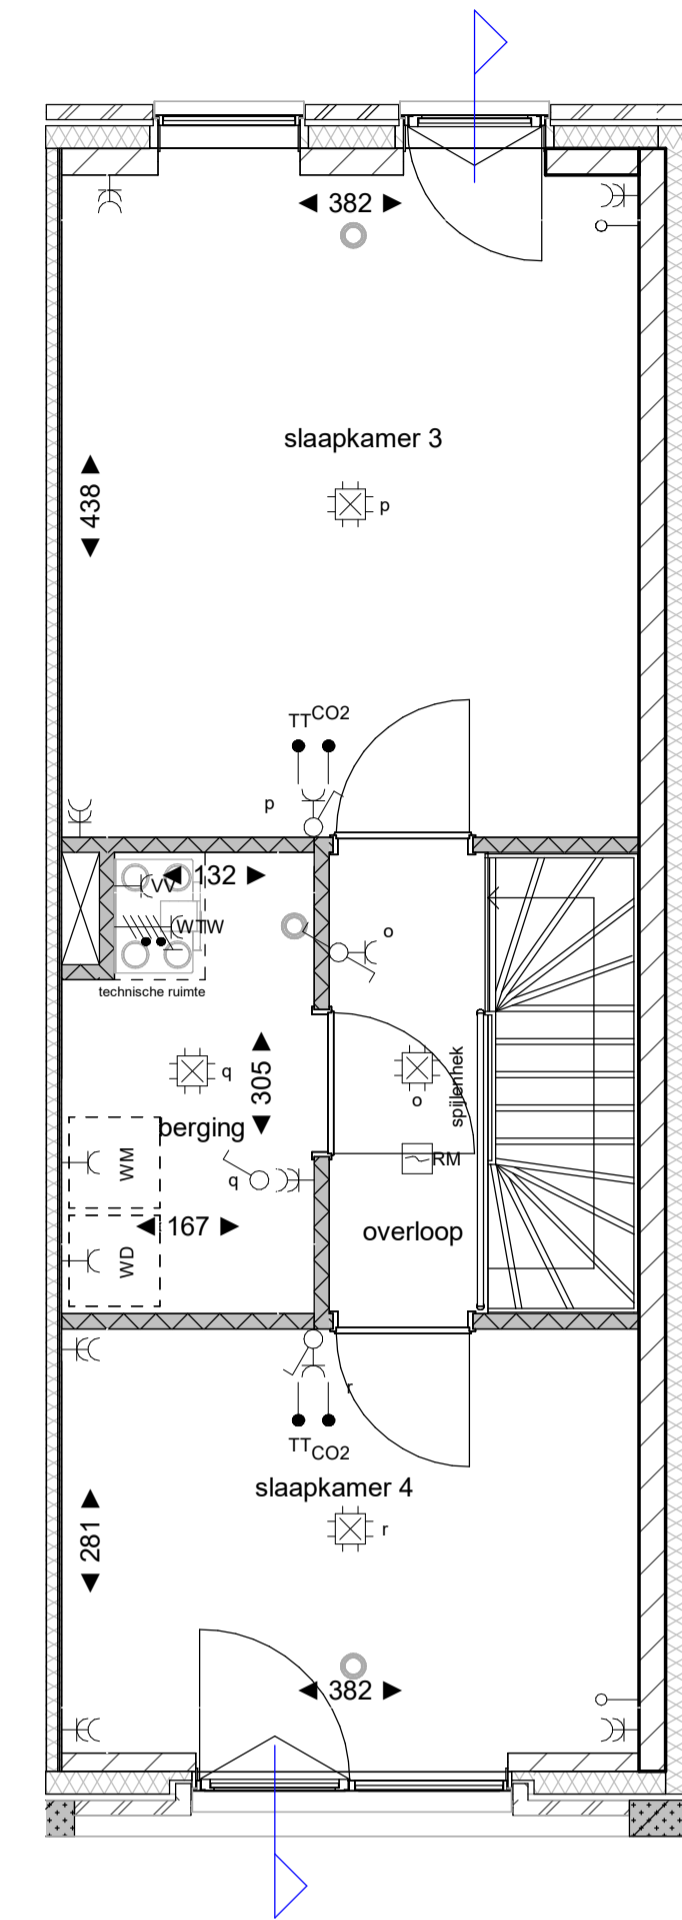 382
slaapkamer 3
438
p
TT CO2
p
132
VV
WTW
o
technische ruimte
q
305
o
spijlenhek
berging
WM
RM
q
167
overloop
WD
r
TT CO2
slaapkamer 4
281
r
382